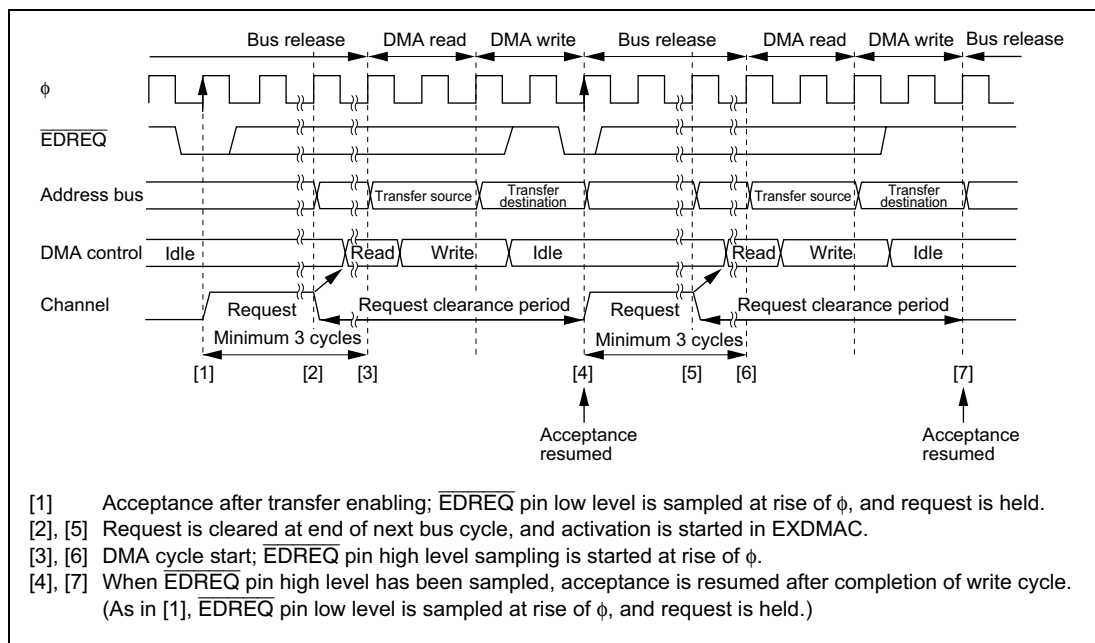 Bus release DMA read DMA write Bus release DMA read DMA write Bus release
ϕ
EDREQ
Address bus Transfer source Transfer destination Transfer source Transfer destination
DMA control Idle Read Write Idle Read Write Idle
Channel Request Request clearance period Request Request clearance period
Minimum 3 cycles Minimum 3 cycles
[1] [2] [3] [4] [5] [6] [7]
Acceptance resumed Acceptance resumed
[1] Acceptance after transfer enabling; EDREQ pin low level is sampled at rise of ϕ, and request is held.
[2], [5] Request is cleared at end of next bus cycle, and activation is started in EXDMAC.
[3], [6] DMA cycle start; EDREQ pin high level sampling is started at rise of ϕ.
[4], [7] When EDREQ pin high level has been sampled, acceptance is resumed after completion of write cycle.
(As in [1], EDREQ pin low level is sampled at rise of ϕ, and request is held.)